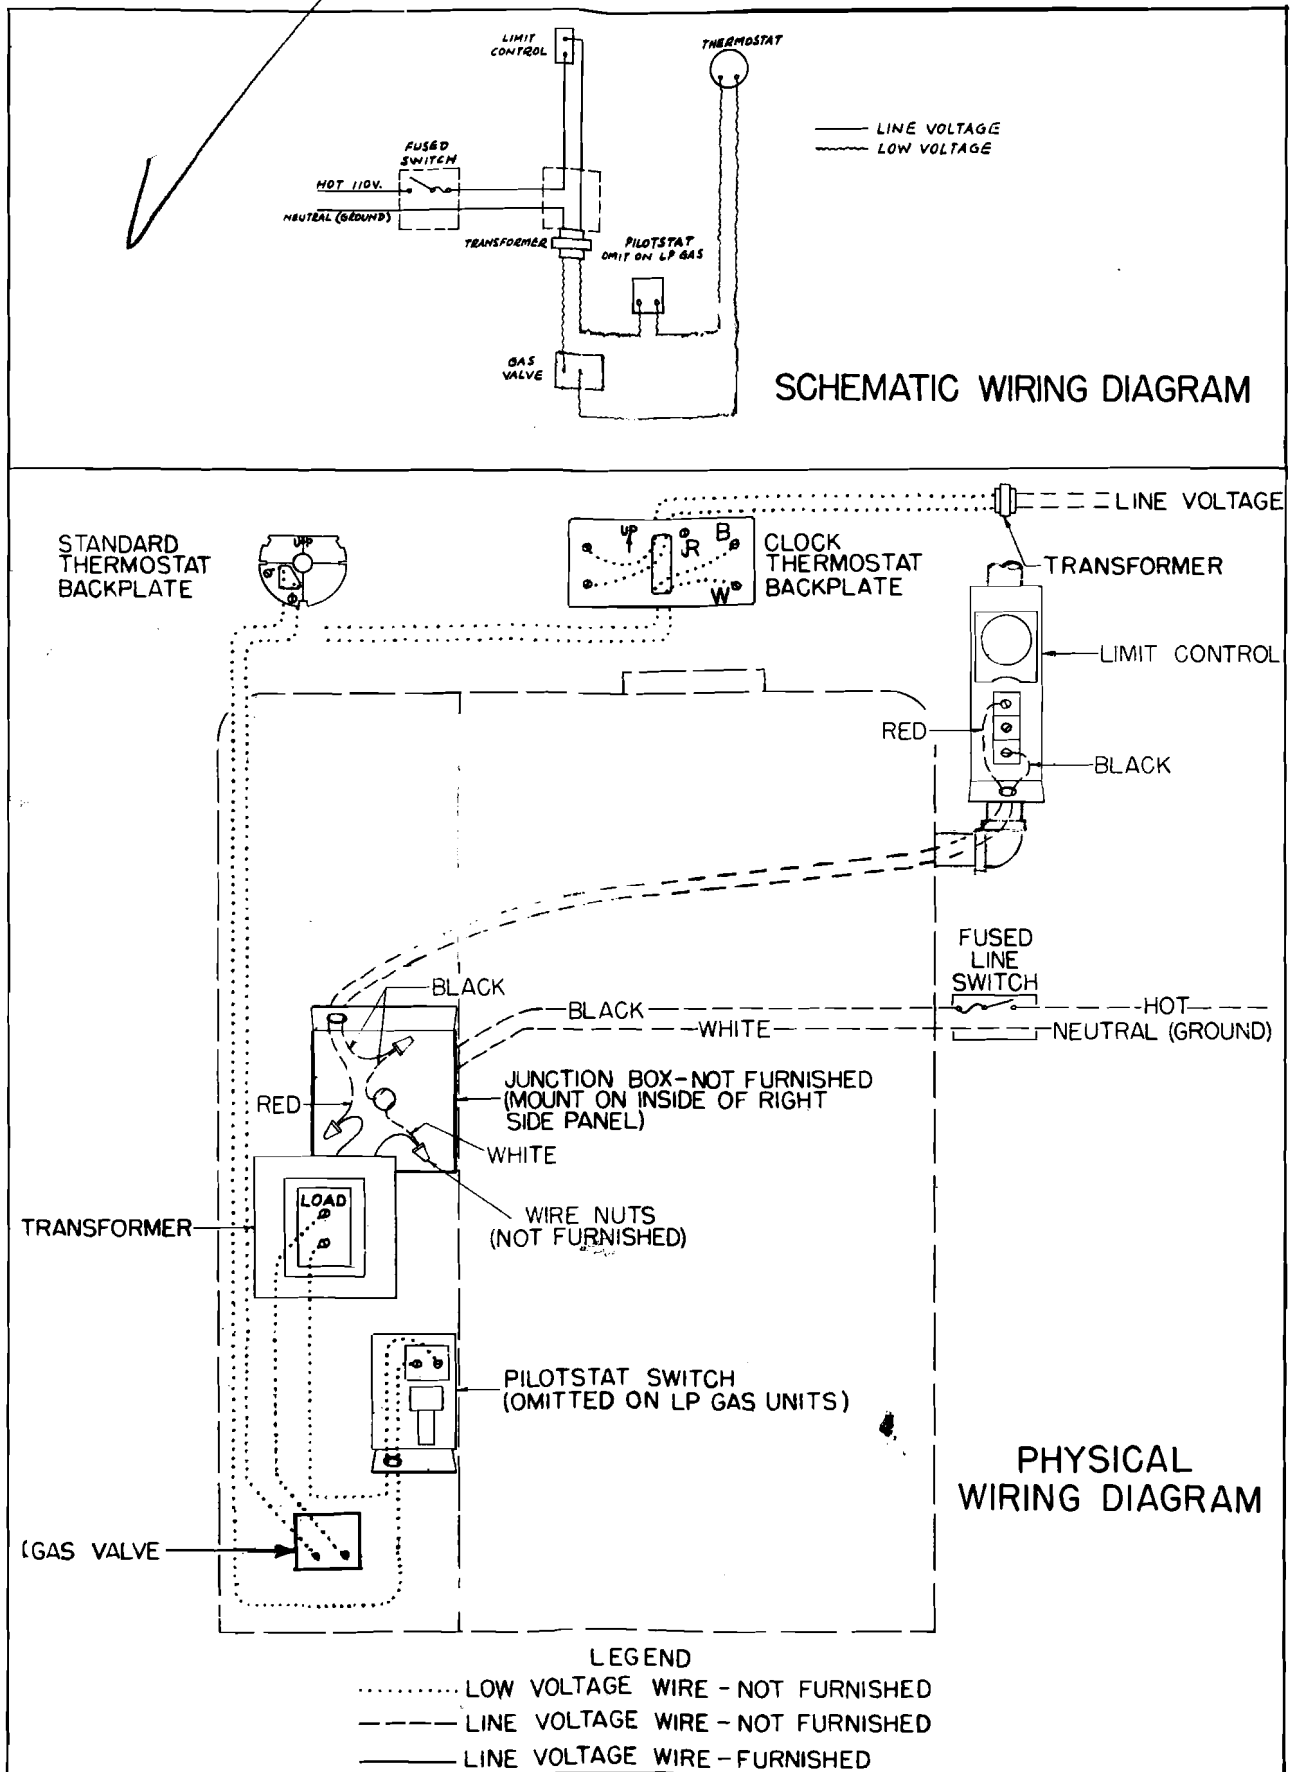 LIMIT
CONTROL
THERMOSTAT
LINE VOLTAGE
LOW VOLTAGE
FUSED
SWITCH
HOT 110V.
NEUTRAL (GROUND)
TRANSFORMER
PILOTSTAT
OMIT ON LP GAS
GAS
VALVE
SCHEMATIC WIRING DIAGRAM
STANDARD
THERMOSTAT
BACKPLATE
UP
UP
R
B
W
CLOCK
THERMOSTAT
BACKPLATE
LINE VOLTAGE
TRANSFORMER
LIMIT CONTROL
RED
BLACK
FUSED
LINE
SWITCH
BLACK
BLACK
HOT
WHITE
NEUTRAL (GROUND)
JUNCTION BOX-NOT FURNISHED
(MOUNT ON INSIDE OF RIGHT
SIDE PANEL)
RED
WHITE
LOAD
TRANSFORMER
WIRE NUTS
(NOT FURNISHED)
PILOTSTAT SWITCH
(OMITTED ON LP GAS UNITS)
PHYSICAL
WIRING DIAGRAM
GAS VALVE
LEGEND
LOW VOLTAGE WIRE - NOT FURNISHED
LINE VOLTAGE WIRE - NOT FURNISHED
LINE VOLTAGE WIRE - FURNISHED